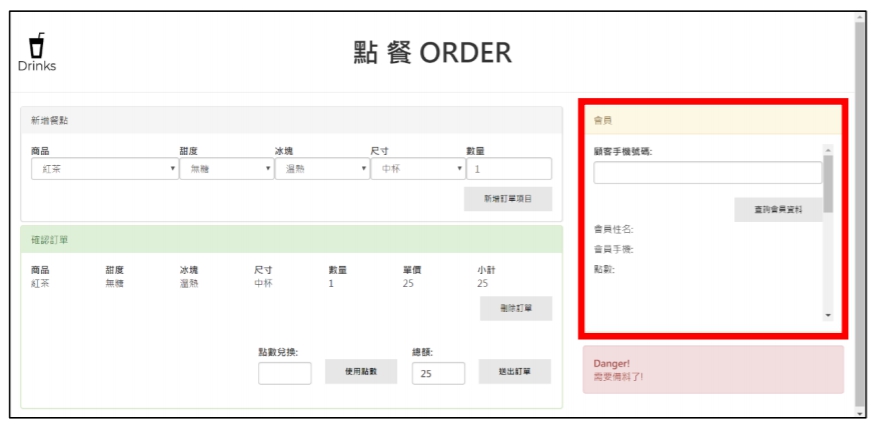 Drinks
點 餐 ORDER
新增餐點
商品 甜度 冰塊 尺寸 數量
紅茶 無糖 溫熱 中杯 1
新增訂單項目
確認訂單
商品 甜度 冰塊 尺寸 數量 單價 小計
紅茶 無糖 溫熱 中杯 1 25 25
刪除訂單
點數兌換: 總額:
使用點數 25 送出訂單
會員
顧客手機號碼:
查詢會員資料
會員姓名:
會員手機:
點數:
Danger!
需要備料了!